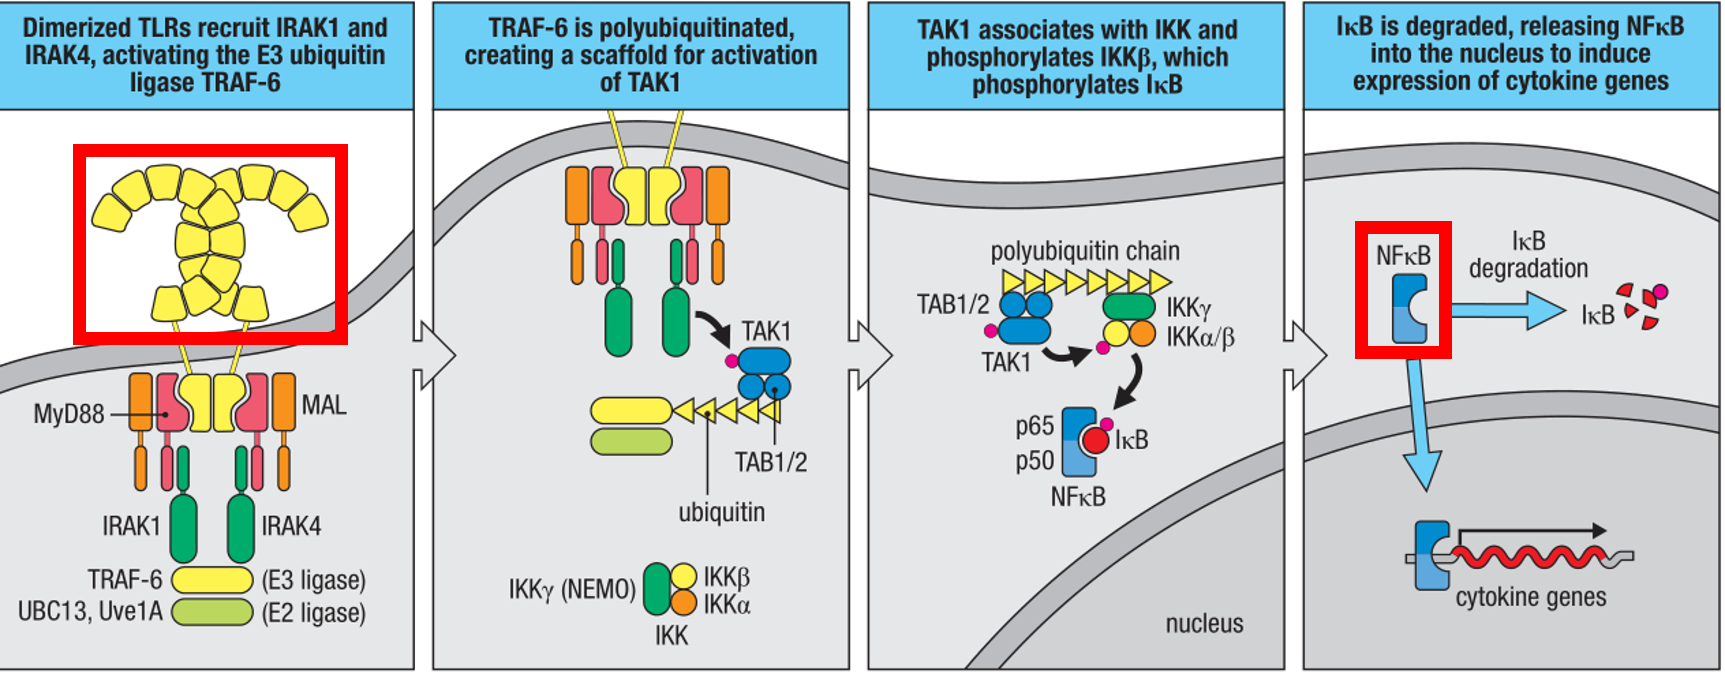 Dimerized TLRs recruit IRAK1 and
IRAK4, activating the E3 ubiquitin
ligase TRAF-6
MyD88
MAL
IRAK1
IRAK4
TRAF-6
(E3 ligase)
UBC13, Uve1A
(E2 ligase)
TRAF-6 is polyubiquitinated,
creating a scaffold for activation
of TAK1
TAK1
TAB1/2
ubiquitin
IKKγ (NEMO)
IKKβ
IKKα
IKK
TAK1 associates with IKK and
phosphorylates IKKβ, which
phosphorylates IκB
polyubiquitin chain
TAB1/2
IKKγ
IKKα/β
TAK1
p65
IκB
p50
NFκB
nucleus
IκB is degraded, releasing NFκB
into the nucleus to induce
expression of cytokine genes
NFκB
IκB
degradation
IκB
cytokine genes